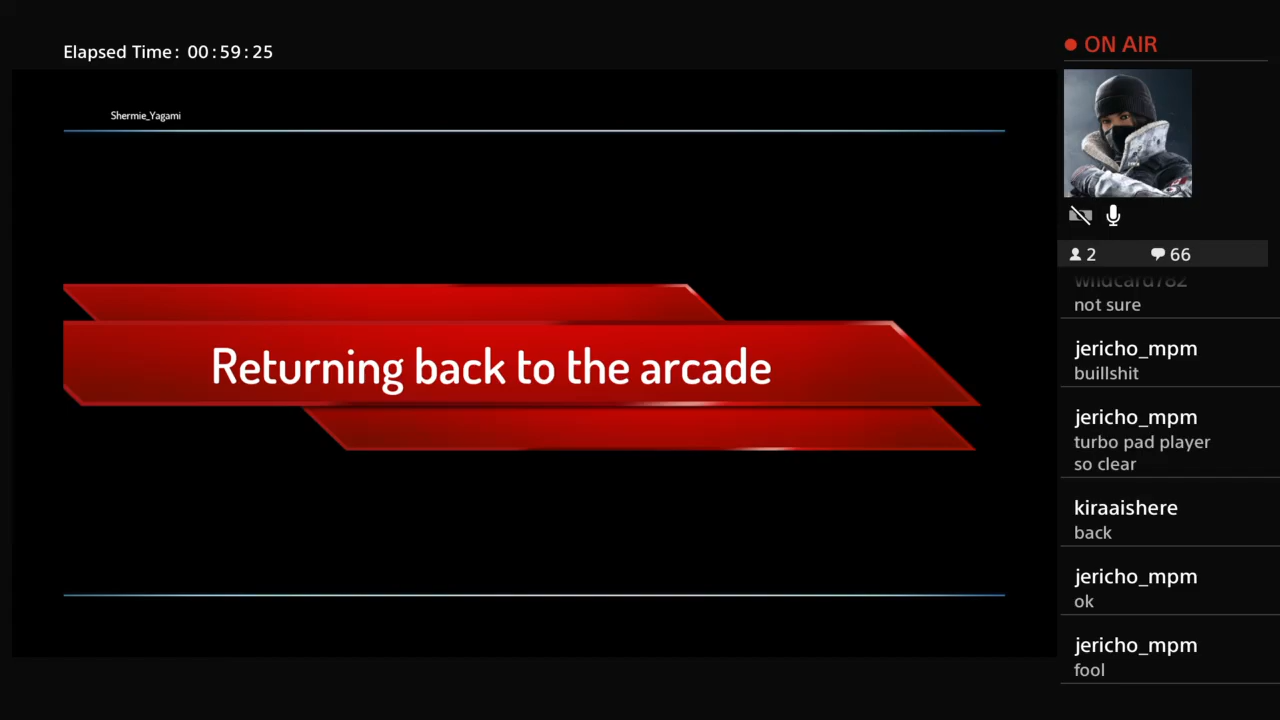 Elapsed Time: 00:59:25
ON AIR
Shermie_Yagami
Returning back to the arcade
2
66
wildcard782
not sure
jericho_mpm
buillshit
jericho_mpm
turbo pad player
so clear
kiraaishere
back
jericho_mpm
ok
jericho_mpm
fool